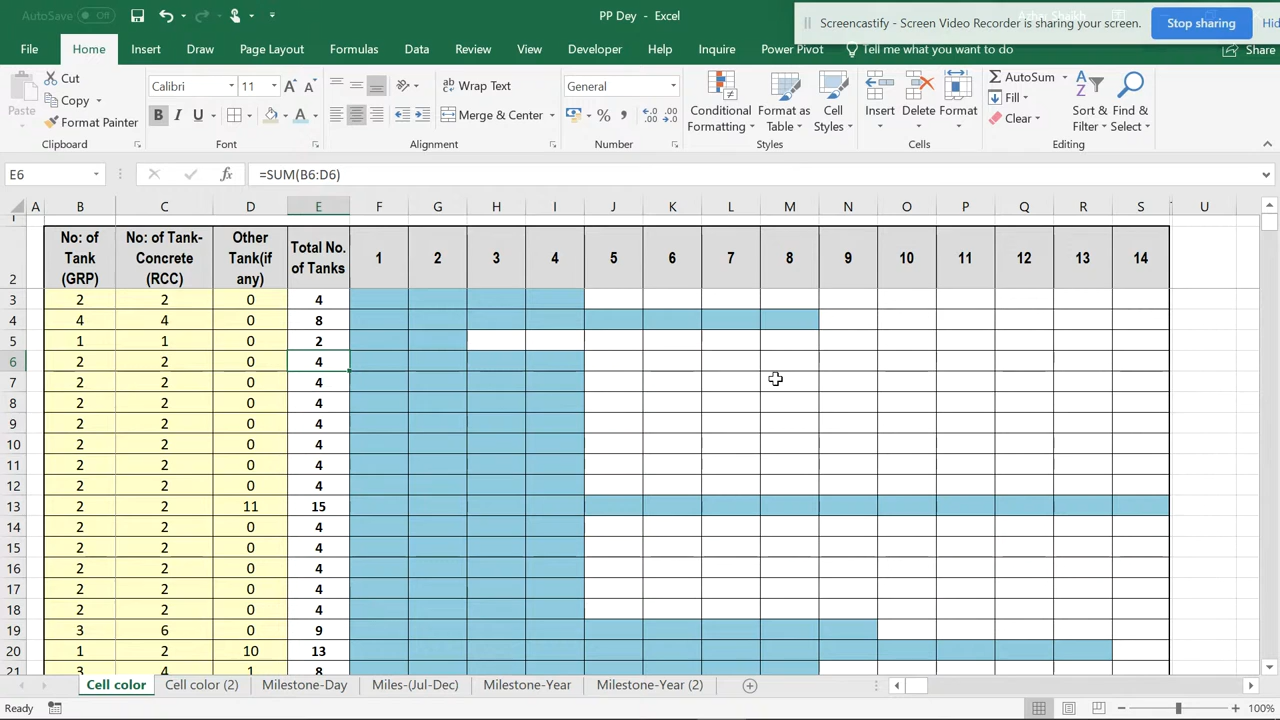 AutoSave Off
PP Dey - Excel
Screencastify - Screen Video Recorder is sharing your screen.
Stop sharing
Hid
File Home Insert Draw Page Layout Formulas Data Review View Developer Help Inquire Power Pivot Tell me what you want to do Share
Paste
Cut
Copy
Format Painter
Clipboard
Calibri 11
B I U
Font
Wrap Text
Merge & Center
Alignment
General
Number
Conditional Formatting
Format as Table
Cell Styles
Styles
Insert
Delete
Format
Cells
AutoSum
Fill
Clear
Sort & Filter
Find & Select
Editing
E6
fx =SUM(B6:D6)
A B C D E F G H I J K L M N O P Q R S U
2 No: of Tank (GRP) No: of Tank-Concrete (RCC) Other Tank(if any) Total No. of Tanks 1 2 3 4 5 6 7 8 9 10 11 12 13 14
3 2 2 0 4
4 4 4 0 8
5 1 1 0 2
6 2 2 0 4
7 2 2 0 4
8 2 2 0 4
9 2 2 0 4
10 2 2 0 4
11 2 2 0 4
12 2 2 0 4
13 2 2 11 15
14 2 2 0 4
15 2 2 0 4
16 2 2 0 4
17 2 2 0 4
18 2 2 0 4
19 3 6 0 9
20 1 2 10 13
21 3 4 1 8
Cell color Cell color (2) Milestone-Day Miles-(Jul-Dec) Milestone-Year Milestone-Year (2)
Ready
100%